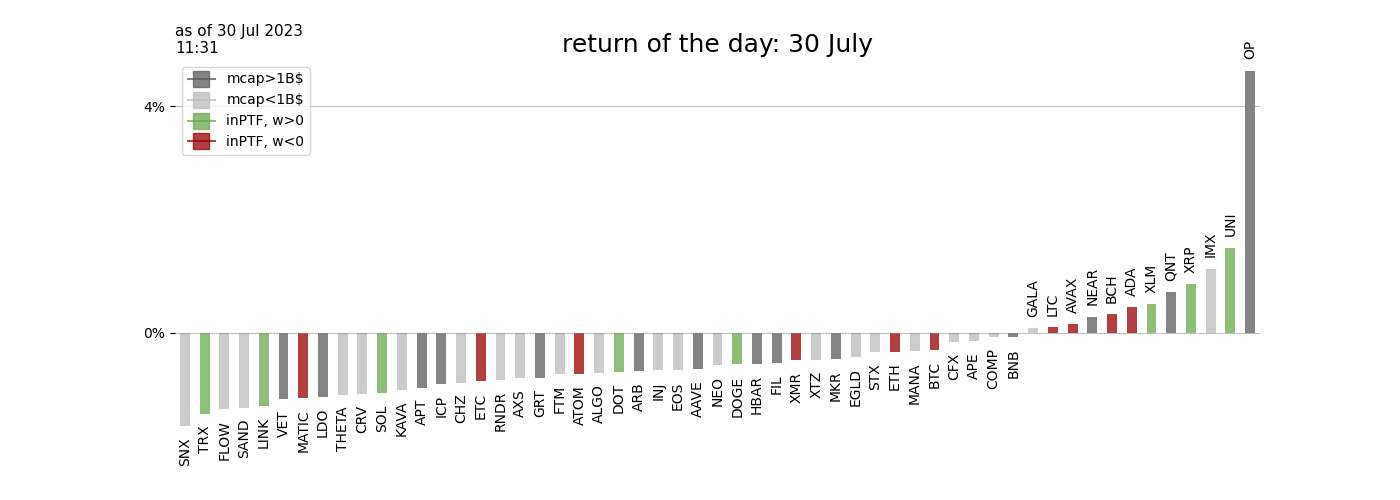 as of 30 Jul 2023
11:31
return of the day: 30 July
mcap>1B$
mcap<1B$
inPTF, w>0
inPTF, w<0
4%
0%
SNX
TRX
FLOW
SAND
LINK
VET
MATIC
LDO
THETA
CRV
SOL
KAVA
APT
ICP
CHZ
ETC
RNDR
AXS
GRT
FTM
ATOM
ALGO
DOT
ARB
INJ
EOS
AAVE
NEO
DOGE
HBAR
FIL
XMR
XTZ
MKR
EGLD
STX
ETH
MANA
BTC
CFX
APE
COMP
BNB
GALA
LTC
AVAX
NEAR
BCH
ADA
XLM
QNT
XRP
IMX
UNI
OP